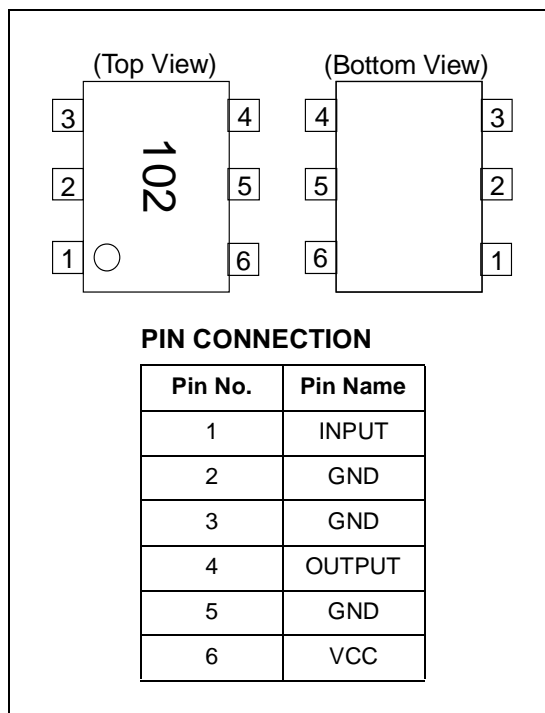 (Top View) (Bottom View)
3 4 4 3
102
2 5 5 2
1 6 6 1
PIN CONNECTION
Pin No. Pin Name
1 INPUT
2 GND
3 GND
4 OUTPUT
5 GND
6 VCC